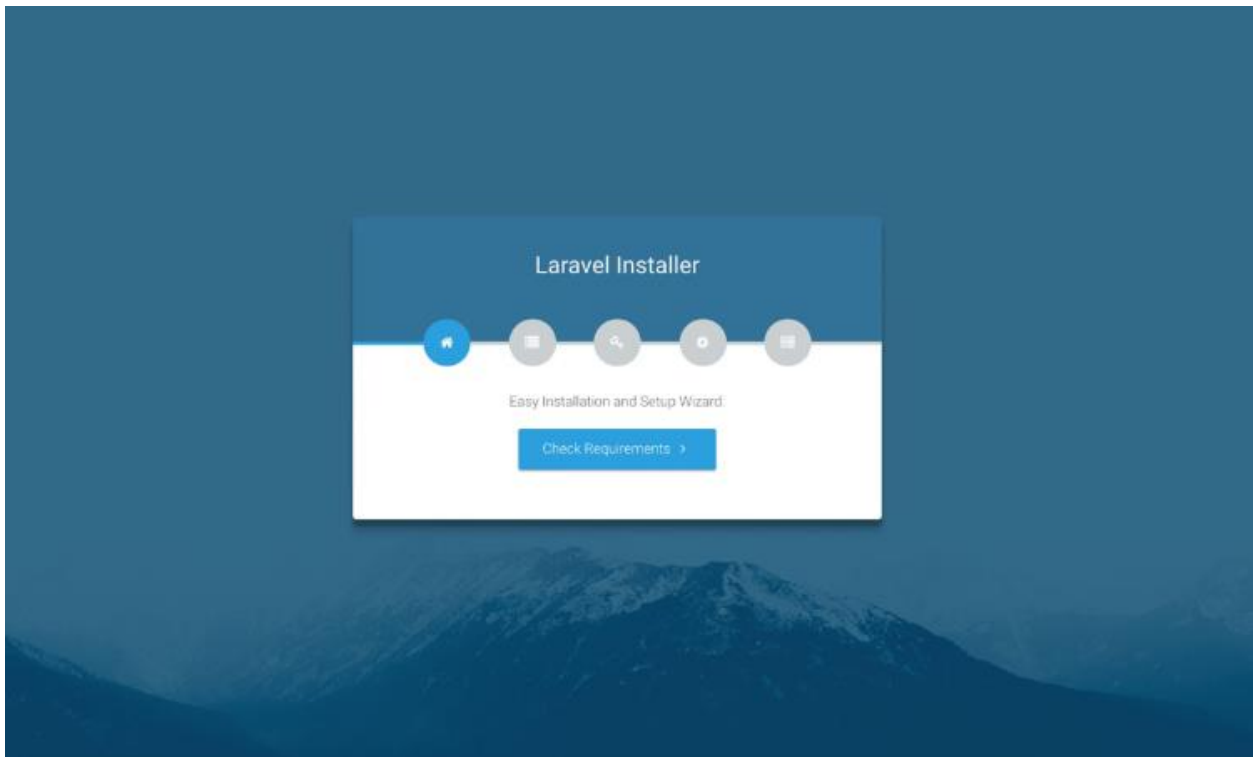 Laravel Installer
Easy Installation and Setup Wizard.
Check Requirements